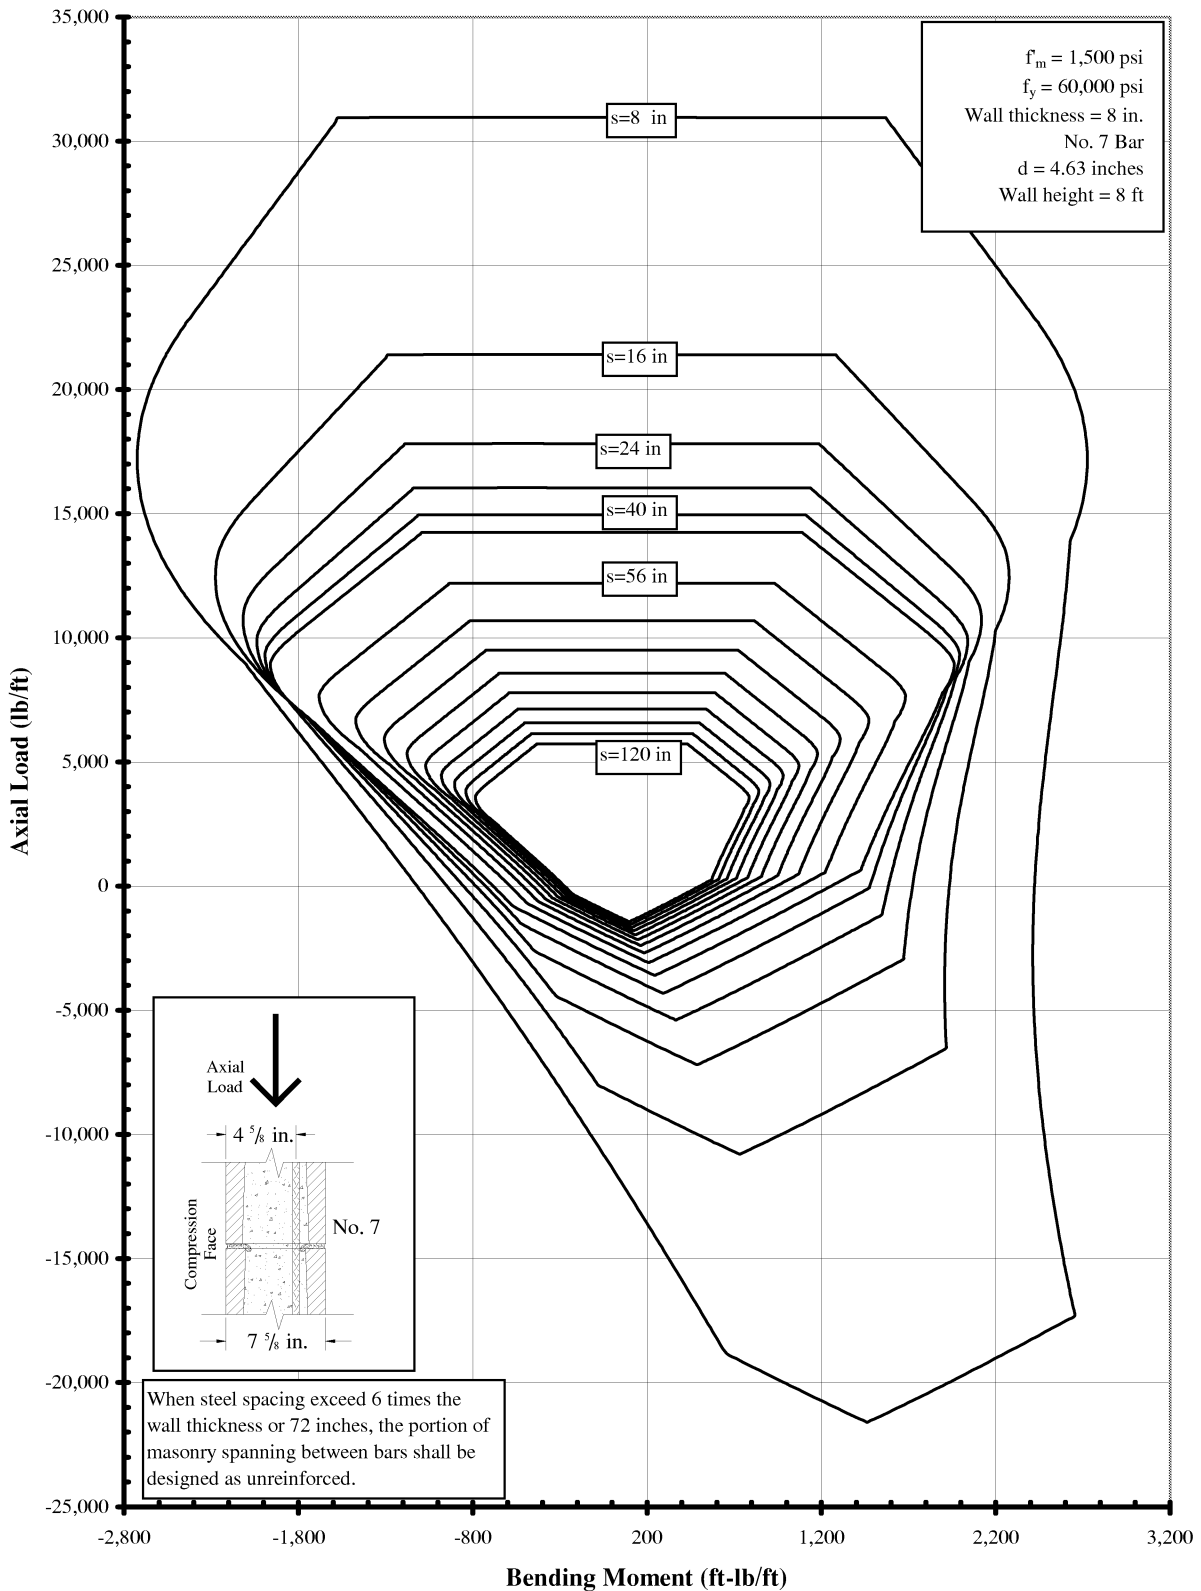 35,000
30,000
25,000
20,000
15,000
10,000
5,000
0
-5,000
-10,000
-15,000
-20,000
-25,000
Axial Load (lb/ft)
f'm = 1,500 psi
fy = 60,000 psi
Wall thickness = 8 in.
No. 7 Bar
d = 4.63 inches
Wall height = 8 ft
s=8 in
s=16 in
s=24 in
s=40 in
s=56 in
s=120 in
Axial
Load
4 5/8 in.
Compression
Face
No. 7
7 5/8 in.
When steel spacing exceed 6 times the
wall thickness or 72 inches, the portion of
masonry spanning between bars shall be
designed as unreinforced.
-2,800 -1,800 -800 200 1,200 2,200 3,200
Bending Moment (ft-lb/ft)